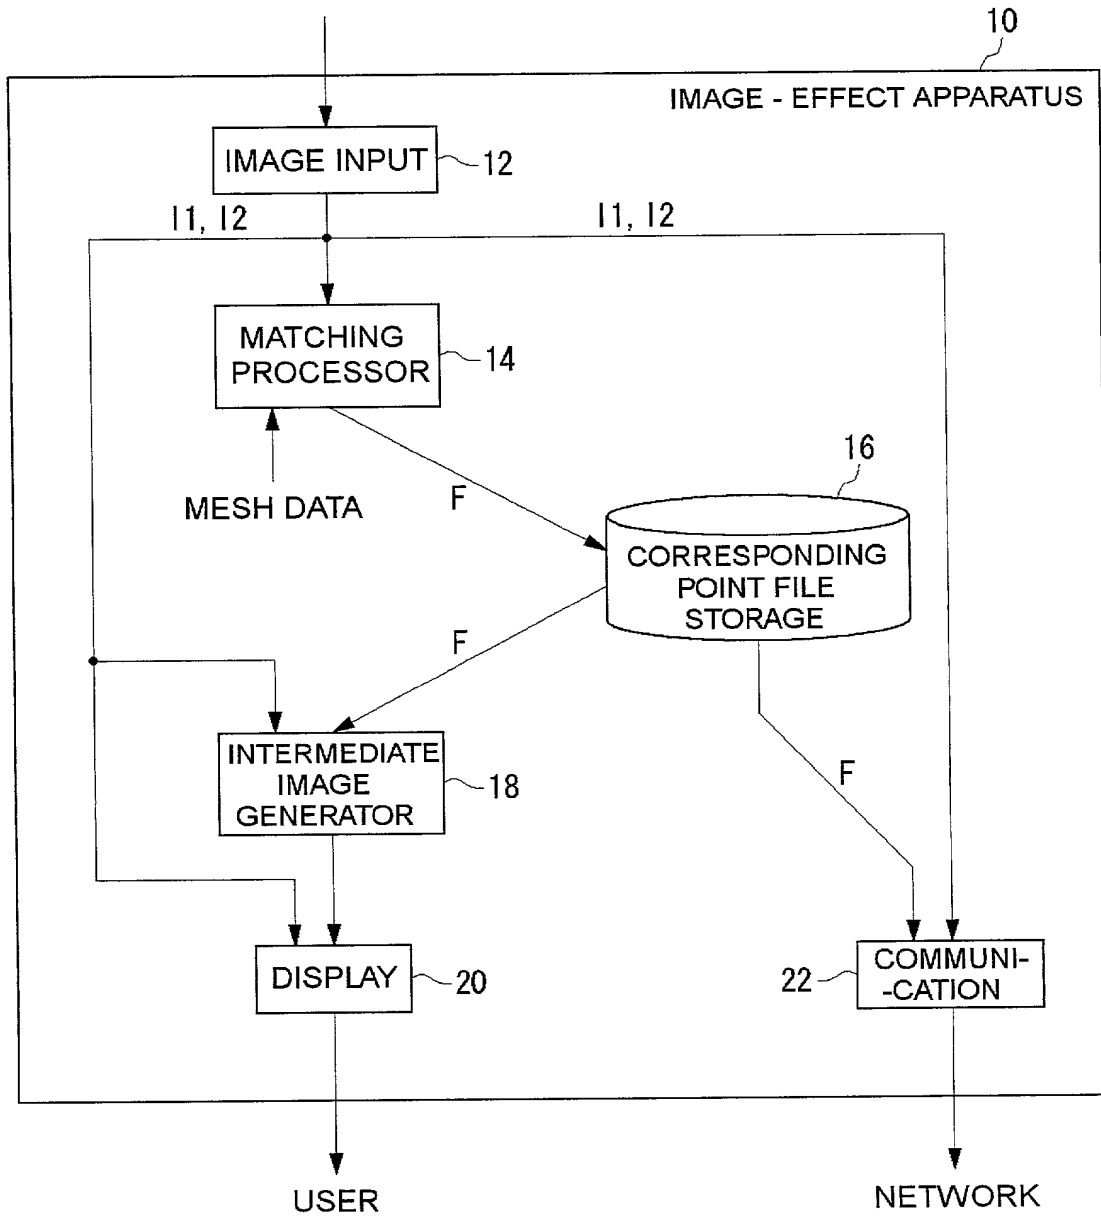 10
IMAGE - EFFECT APPARATUS
IMAGE INPUT
12
I1, I2
I1, I2
MATCHING
PROCESSOR
14
MESH DATA
F
16
CORRESPONDING
POINT FILE
STORAGE
F
F
INTERMEDIATE
IMAGE
GENERATOR
18
DISPLAY
20
22
COMMUNI-
-CATION
USER
NETWORK